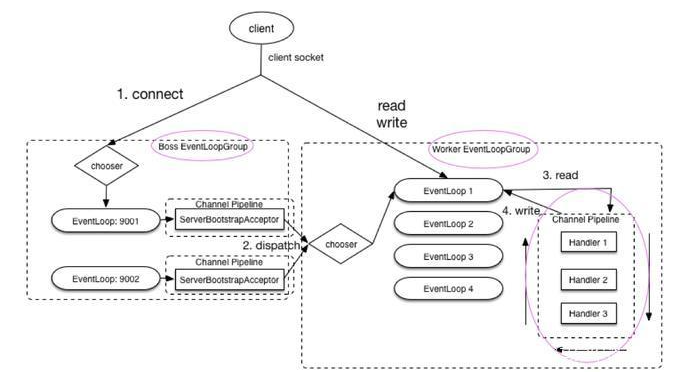 client
client socket
1. connect
read
write
Boss EventLoopGroup
Worker EventLoopGroup
chooser
EventLoop: 9001
Channel Pipeline
ServerBootstrapAcceptor
2. dispatch
EventLoop: 9002
Channel Pipeline
ServerBootstrapAcceptor
chooser
EventLoop 1
EventLoop 2
EventLoop 3
EventLoop 4
3. read
4. write
Channel Pipeline
Handler 1
Handler 2
Handler 3